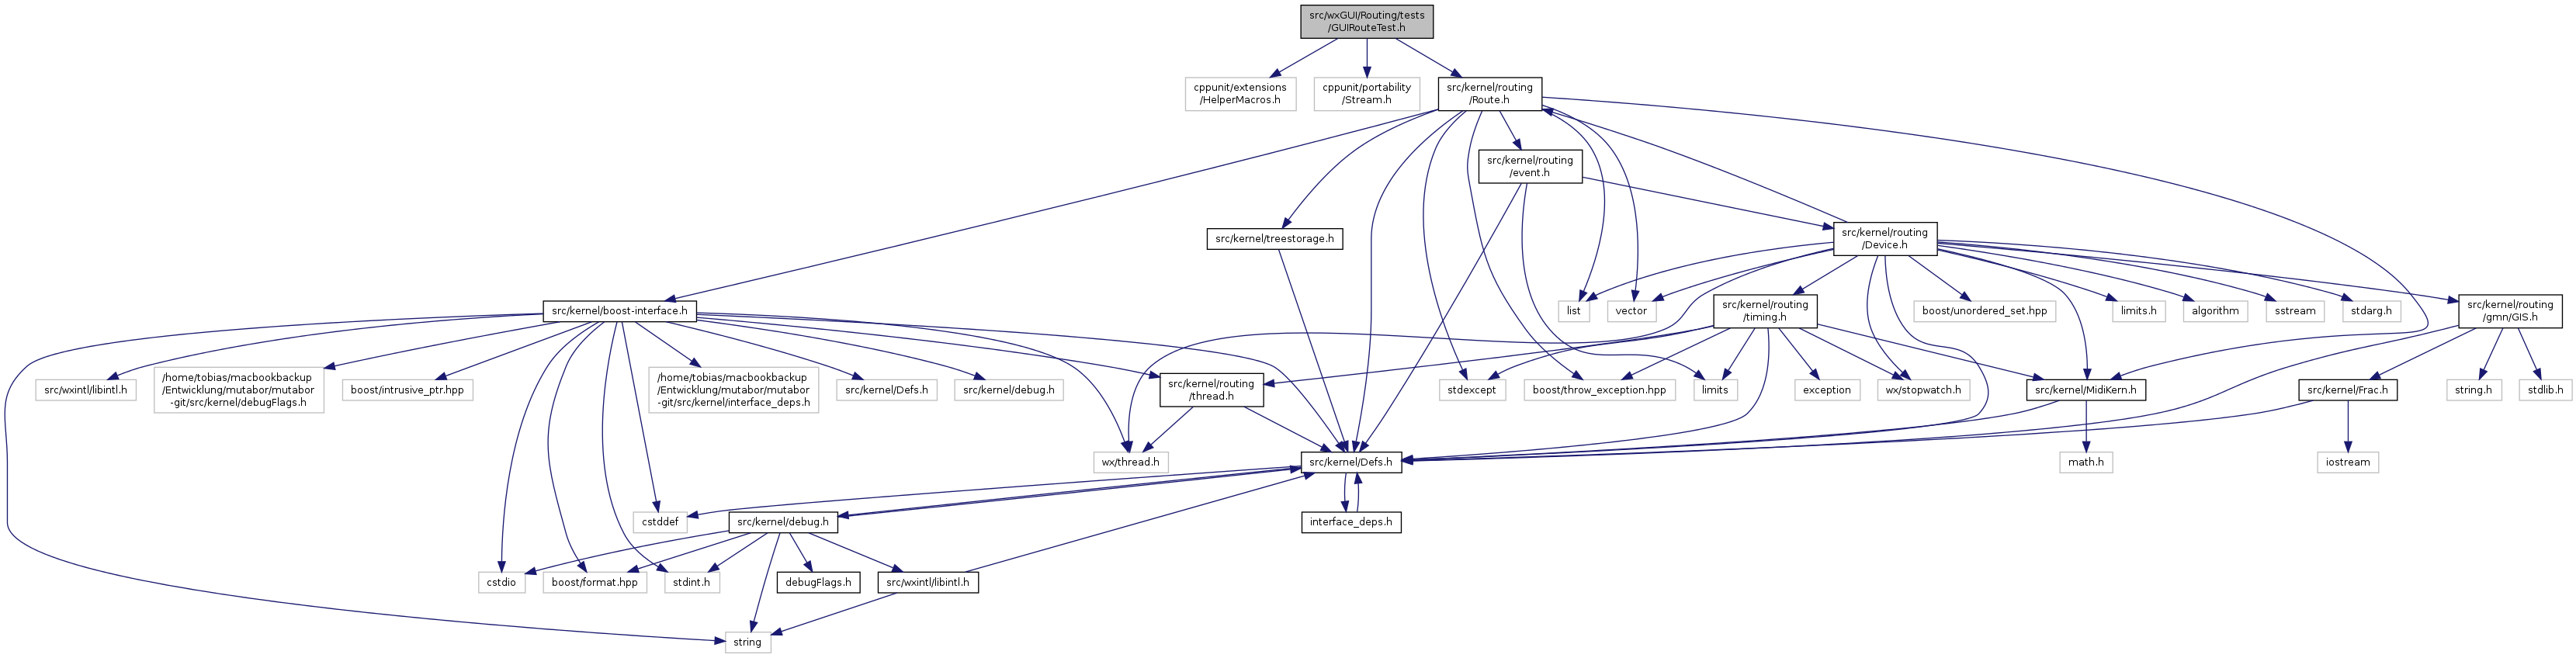 src/wxGUI/Routing/tests
/GUIRouteTest.h
cppunit/extensions
/HelperMacros.h
cppunit/portability
/Stream.h
src/kernel/routing
/Route.h
src/kernel/routing
/event.h
src/kernel/treestorage.h
src/kernel/routing
/Device.h
src/kernel/boost-interface.h
list
vector
src/kernel/routing
/timing.h
boost/unordered_set.hpp
limits.h
algorithm
sstream
stdarg.h
src/kernel/routing
/gmn/GIS.h
src/wxintl/libintl.h
/home/tobias/macbookbackup
/Entwicklung/mutabor/mutabor
-git/src/kernel/debugFlags.h
boost/intrusive_ptr.hpp
/home/tobias/macbookbackup
/Entwicklung/mutabor/mutabor
-git/src/kernel/interface_deps.h
src/kernel/Defs.h
src/kernel/debug.h
src/kernel/routing
/thread.h
stdexcept
boost/throw_exception.hpp
limits
exception
wx/stopwatch.h
src/kernel/MidiKern.h
src/kernel/Frac.h
string.h
stdlib.h
wx/thread.h
src/kernel/Defs.h
math.h
iostream
cstddef
src/kernel/debug.h
interface_deps.h
cstdio
boost/format.hpp
stdint.h
debugFlags.h
src/wxintl/libintl.h
string